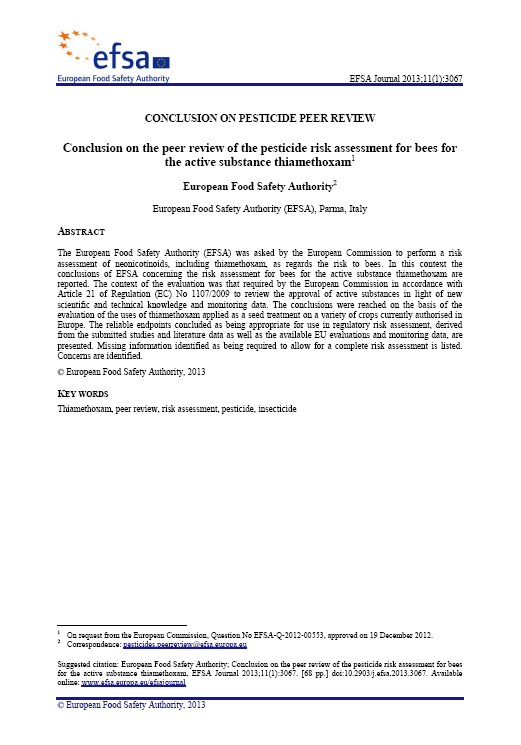 efsa
European Food Safety Authority
EFSA Journal 2013;11(1):3067
CONCLUSION ON PESTICIDE PEER REVIEW
Conclusion on the peer review of the pesticide risk assessment for bees for
the active substance thiamethoxam1
European Food Safety Authority2
European Food Safety Authority (EFSA), Parma, Italy
ABSTRACT
The European Food Safety Authority (EFSA) was asked by the European Commission to perform a risk
assessment of neonicotinoids, including thiamethoxam, as regards the risk to bees. In this context the
conclusions of EFSA concerning the risk assessment for bees for the active substance thiamethoxam are
reported. The context of the evaluation was that required by the European Commission in accordance with
Article 21 of Regulation (EC) No 1107/2009 to review the approval of active substances in light of new
scientific and technical knowledge and monitoring data. The conclusions were reached on the basis of the
evaluation of the uses of thiamethoxam applied as a seed treatment on a variety of crops currently authorised in
Europe. The reliable endpoints concluded as being appropriate for use in regulatory risk assessment, derived
from the submitted studies and literature data as well as the available EU evaluations and monitoring data, are
presented. Missing information identified as being required to allow for a complete risk assessment is listed.
Concerns are identified.
© European Food Safety Authority, 2013
KEY WORDS
Thiamethoxam, peer review, risk assessment, pesticide, insecticide
1 On request from the European Commission, Question No EFSA-Q-2012-00553, approved on 19 December 2012.
2 Correspondence: pesticides.peerreview@efsa.europa.eu
Suggested citation: European Food Safety Authority; Conclusion on the peer review of the pesticide risk assessment for bees
for the active substance thiamethoxam. EFSA Journal 2013;11(1):3067. [68 pp.] doi:10.2903/j.efsa.2013.3067. Available
online: www.efsa.europa.eu/efsajournal
© European Food Safety Authority, 2013